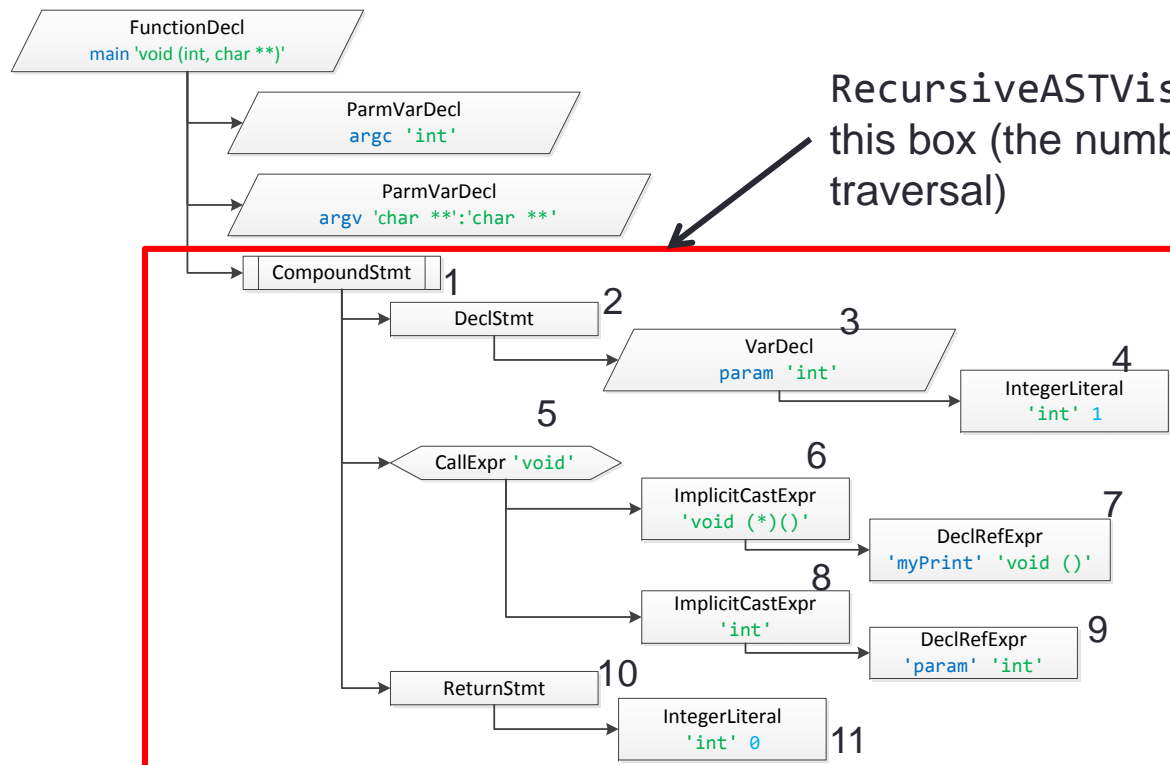 FunctionDecl
main 'void (int, char **)'
ParmVarDecl
argc 'int'
ParmVarDecl
argv 'char **':'char **'
RecursiveASTVis
this box (the numb
traversal)
CompoundStmt
1
DeclStmt
2
3
VarDecl
param 'int'
4
IntegerLiteral
'int' 1
5
CallExpr 'void'
6
ImplicitCastExpr
'void (*)()'
7
DeclRefExpr
'myPrint' 'void ()'
8
ImplicitCastExpr
'int'
9
DeclRefExpr
'param' 'int'
ReturnStmt
10
IntegerLiteral
'int' 0
11